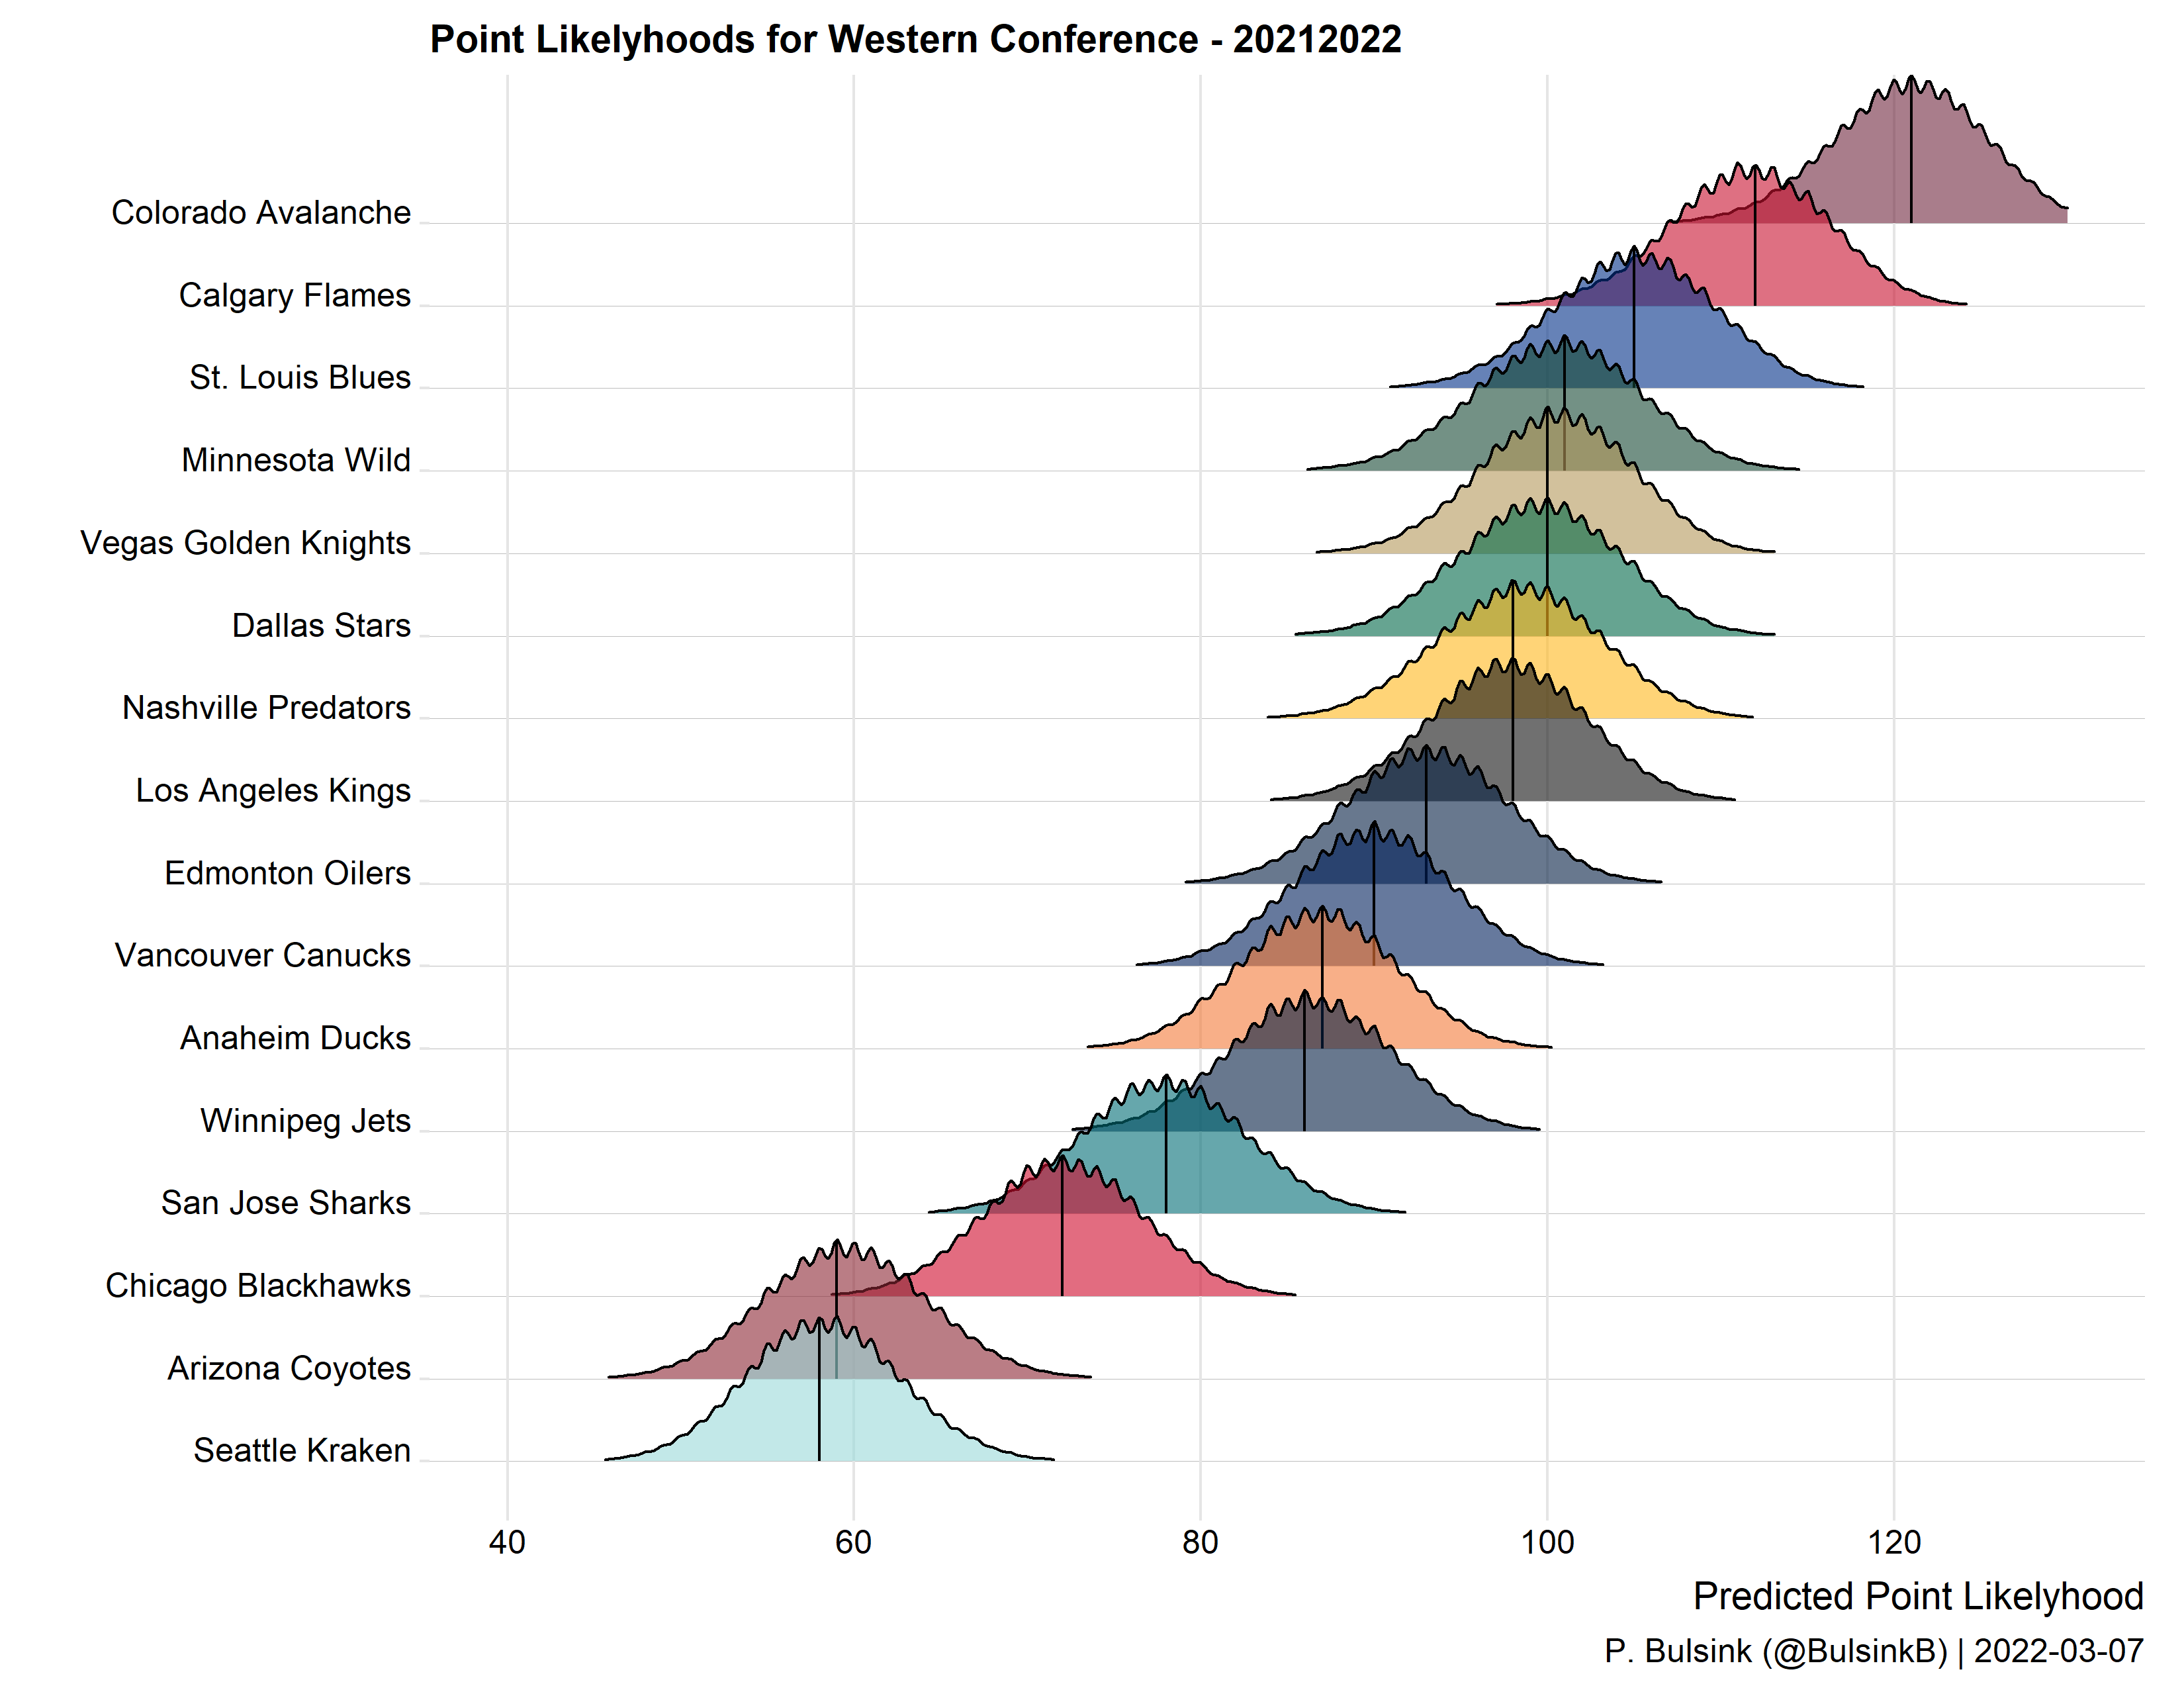 Point Likelyhoods for Western Conference - 20212022
Colorado Avalanche
Calgary Flames
St. Louis Blues
Minnesota Wild
Vegas Golden Knights
Dallas Stars
Nashville Predators
Los Angeles Kings
Edmonton Oilers
Vancouver Canucks
Anaheim Ducks
Winnipeg Jets
San Jose Sharks
Chicago Blackhawks
Arizona Coyotes
Seattle Kraken
40 60 80 100 120
Predicted Point Likelyhood
P. Bulsink (@BulsinkB) | 2022-03-07